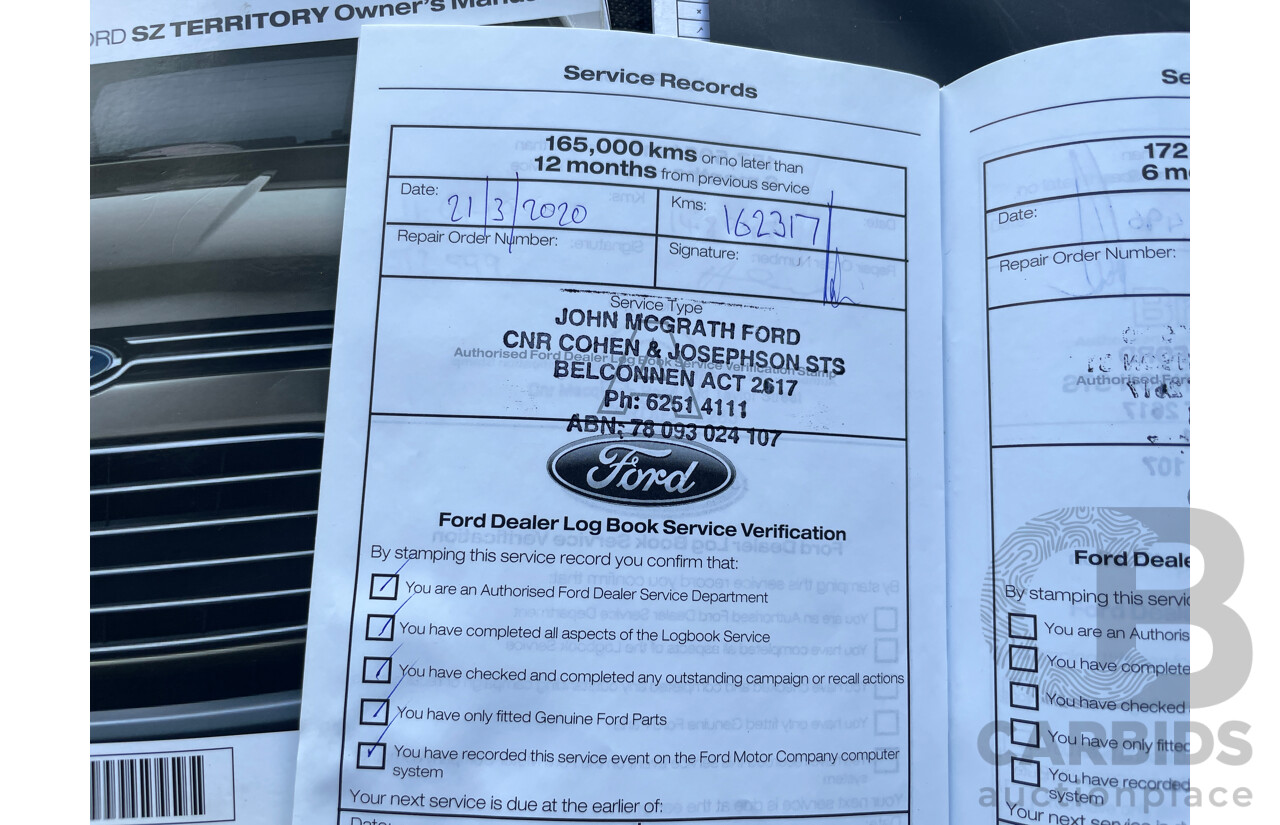 ORD SZ TERRITORY Owner's Manu
Service Records
165,000 kms or no later than
12 months from previous service
Date: 21/3/2020
Kms: 162317
Repair Order Number:
Signature:
Service Type
JOHN MCGRATH FORD
CNR COHEN & JOSEPHSON STS
Authorised Ford Dealer Log Book Service Verification Stamp
BELCONNEN ACT 2617
Ph: 6251 4111
ABN: 78 093 024 107
Ford
Ford Dealer Log Book Service Verification
By stamping this service record you confirm that:
You are an Authorised Ford Dealer Service Department
You have completed all aspects of the Logbook Service
You have checked and completed any outstanding campaign or recall actions
You have only fitted Genuine Ford Parts
You have recorded this service event on the Ford Motor Company computer
system
Your next service is due at the earlier of:
Date:
Se
172
6 m
Date:
Repair Order Number:
Authorised For
Ford Deale
By stamping this servic
You are an Authoris
You have complete
You have checked
You have only fitted
You have recorded
system
Your next service
CARBIDS
auctionplace